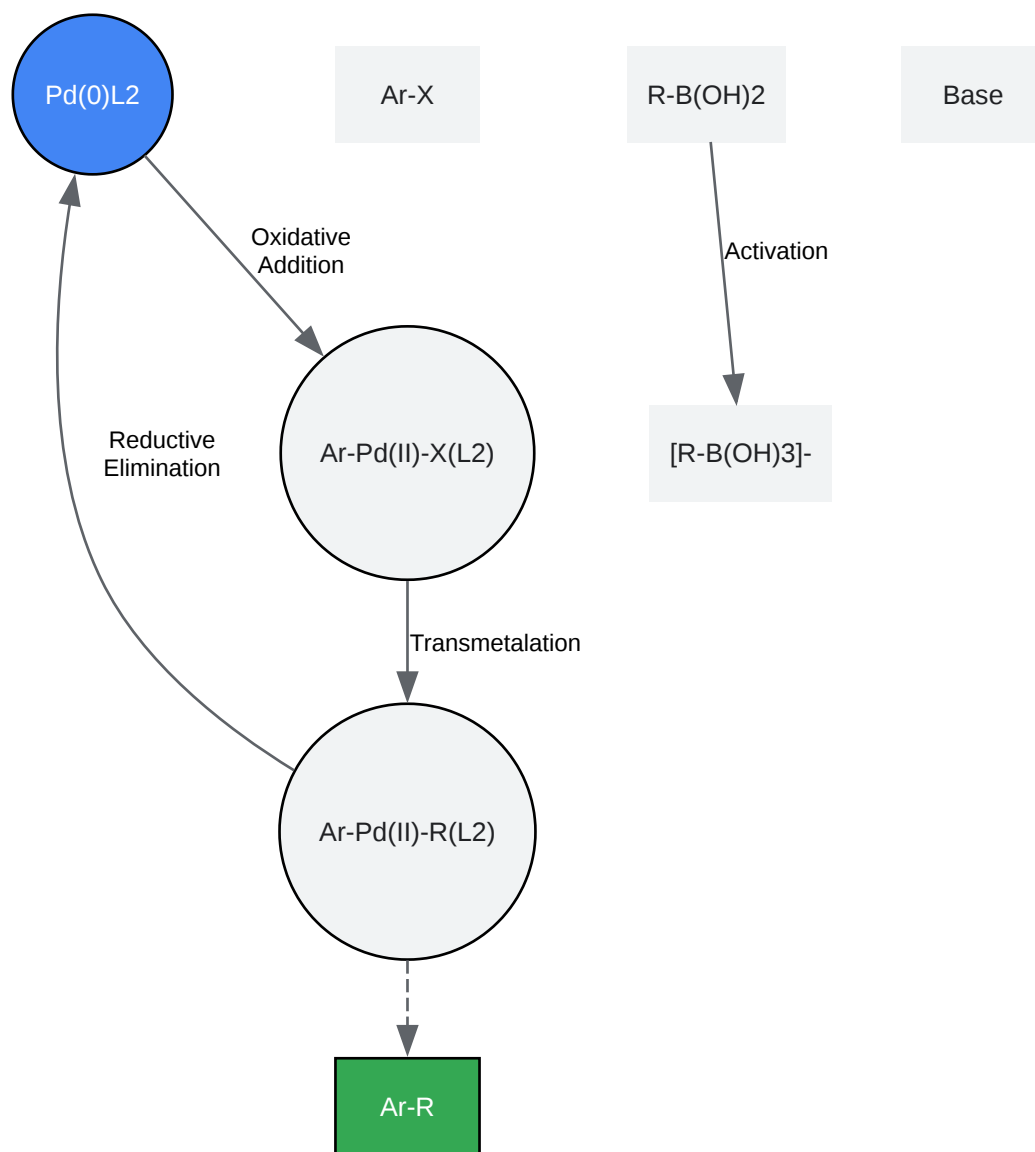 Pd(0)L2
Ar-X
R-B(OH)2
Base
Oxidative
Addition
Activation
Reductive
Elimination
Ar-Pd(II)-X(L2)
[R-B(OH)3]-
Transmetalation
Ar-Pd(II)-R(L2)
Ar-R